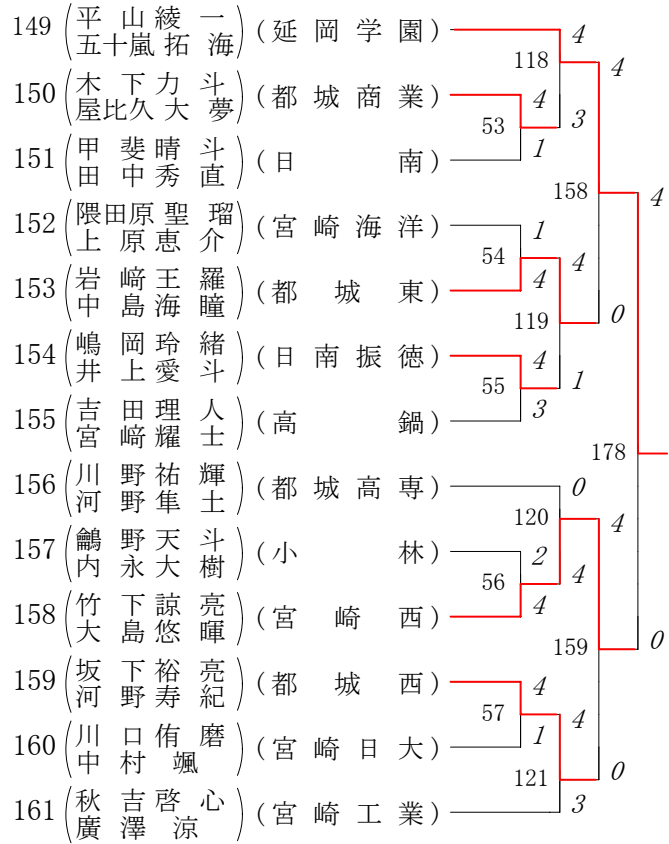 149 平山綾一 (延岡学園) 4
五十嵐拓海
118 4
150 木下力斗 (都城商業) 4
屋比久大夢
53 3
151 甲斐晴斗 (日南) 1
田中秀直
158 4
152 隈田原聖瑠 (宮崎海洋) 1
上原恵介
54 4
153 岩﨑王羅 (都城東) 4
中島海瞳
119 0
154 嶋岡玲緒 (日南振徳) 4
井上愛斗
55 1
155 吉田理人 (高鍋) 3
宮﨑耀士
178
156 川野祐輝 (都城高専) 0
河野隼土
120 4
157 鸙野天斗 (小林) 2
内永大樹
56 4
158 竹下諒亮 (宮崎西) 4
大島悠暉
159 0
159 坂下裕亮 (都城西) 4
河野寿紀
57 4
160 川口侑磨 (宮崎日大) 1
中村颯
121 0
161 秋吉啓心 (宮崎工業) 3
廣澤涼